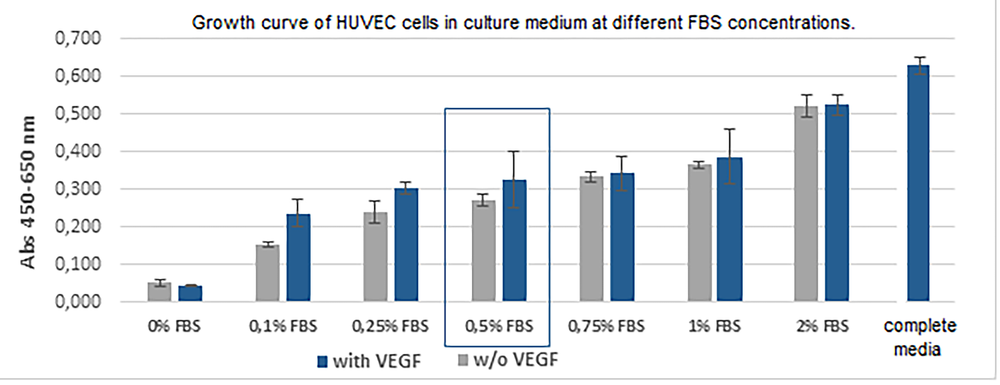 Growth curve of HUVEC cells in culture medium at different FBS concentrations.
0,700
0,600
0,500
0,400
0,300
0,200
0,100
0,000
Abs 450-650 nm
0% FBS
0,1% FBS
0,25% FBS
0,5% FBS
0,75% FBS
1% FBS
2% FBS
complete
media
with VEGF
w/o VEGF